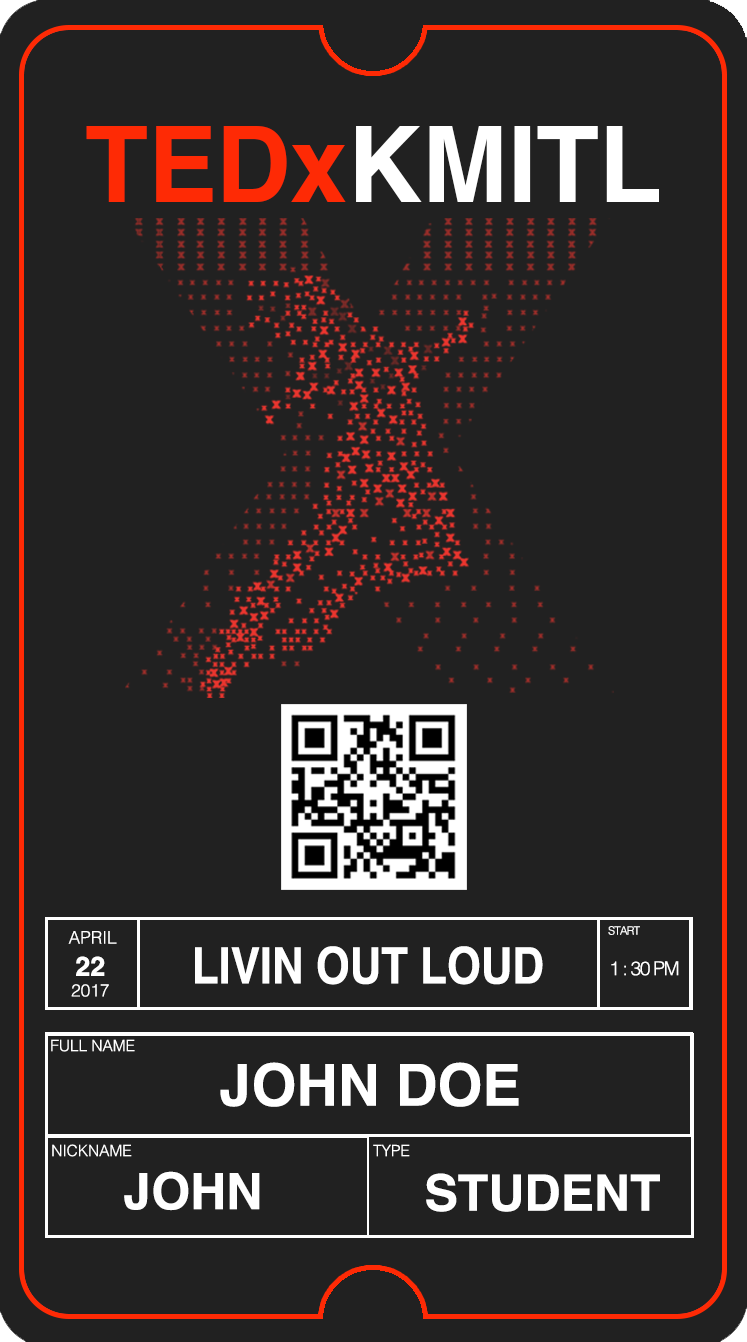 TEDxKMITL
APRIL
22
2017
LIVIN OUT LOUD
START
1 : 30 PM
FULL NAME
JOHN DOE
NICKNAME
JOHN
TYPE
STUDENT